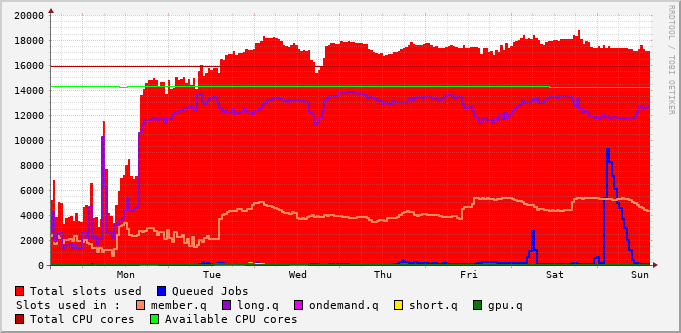 20000
18000
16000
14000
12000
10000
8000
6000
4000
2000
0
Mon Tue Wed Thu Fri Sat Sun
RRDTOOL / TOBI OETIKER
Total slots used Queued Jobs
Slots used in : member.q long.q ondemand.q short.q gpu.q
Total CPU cores Available CPU cores